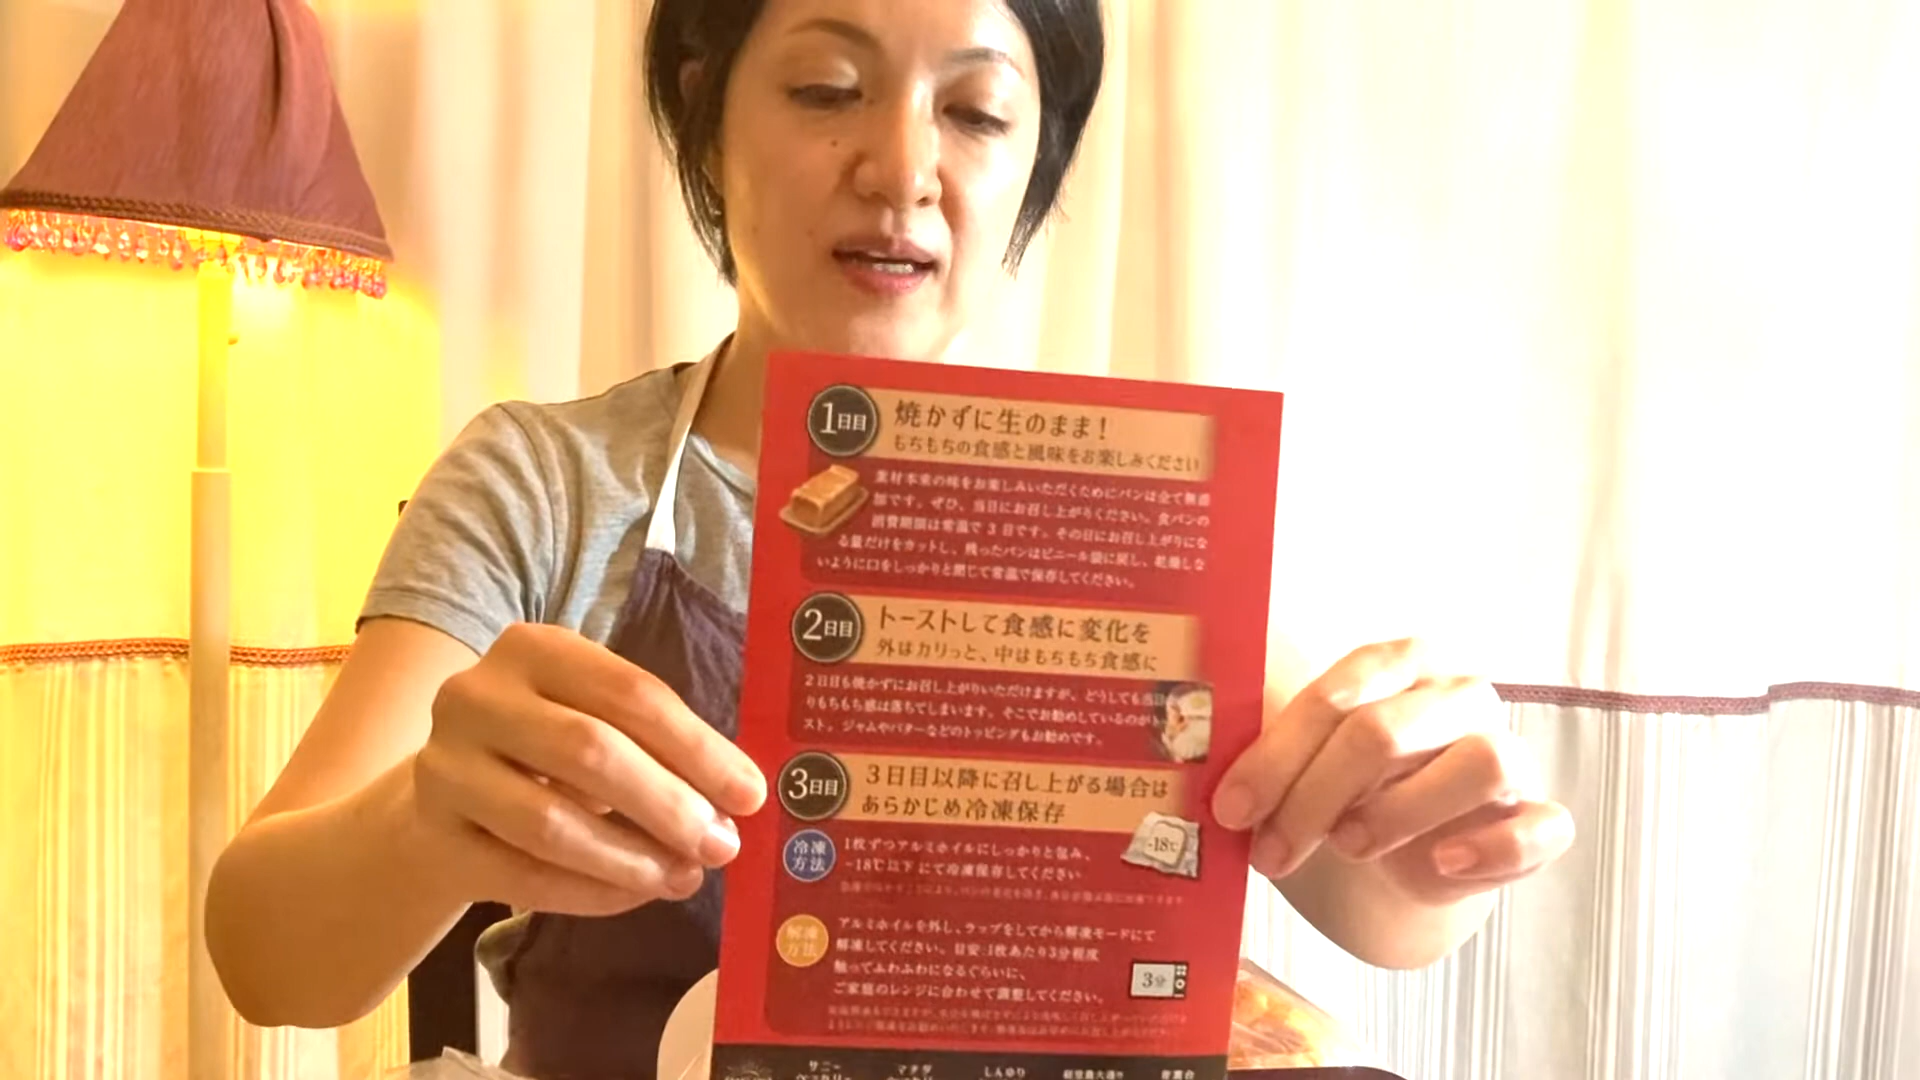 1日目
焼かずに生のまま！
もちもちの食感と風味をお楽しみください
素材本来の味をお楽しみいただくためにパンは全て無添
加です。ぜひ、当日にお召し上がりください。食パンの
消費期限は常温で3日です。その日にお召し上がりにな
る量だけをカットし、残ったパンはビニール袋に戻し、乾燥しな
いように口をしっかりと閉じて常温で保存してください。
2日目
トーストして食感に変化を
外はカリっと、中はもちもち食感に
2日目も焼かずにお召し上がりいただけますが、どうしても当日よ
りもちもち感は落ちてしまいます。そこでお勧めしているのがトー
スト。ジャムやバターなどのトッピングもお勧めです。
3日目
3日目以降に召し上がる場合は
あらかじめ冷凍保存
冷凍
方法
1枚ずつアルミホイルにしっかりと包み、
-18℃以下にて冷凍保存してください
-18℃
解凍
方法
アルミホイルを外し、ラップをしてから解凍モードにて
解凍してください。目安:1枚あたり3分程度
触ってふわふわになるぐらいに、
ご家庭のレンジに合わせて調整してください。
3分
サニー
マチダ
しんゆり
経堂農大通り
青葉台